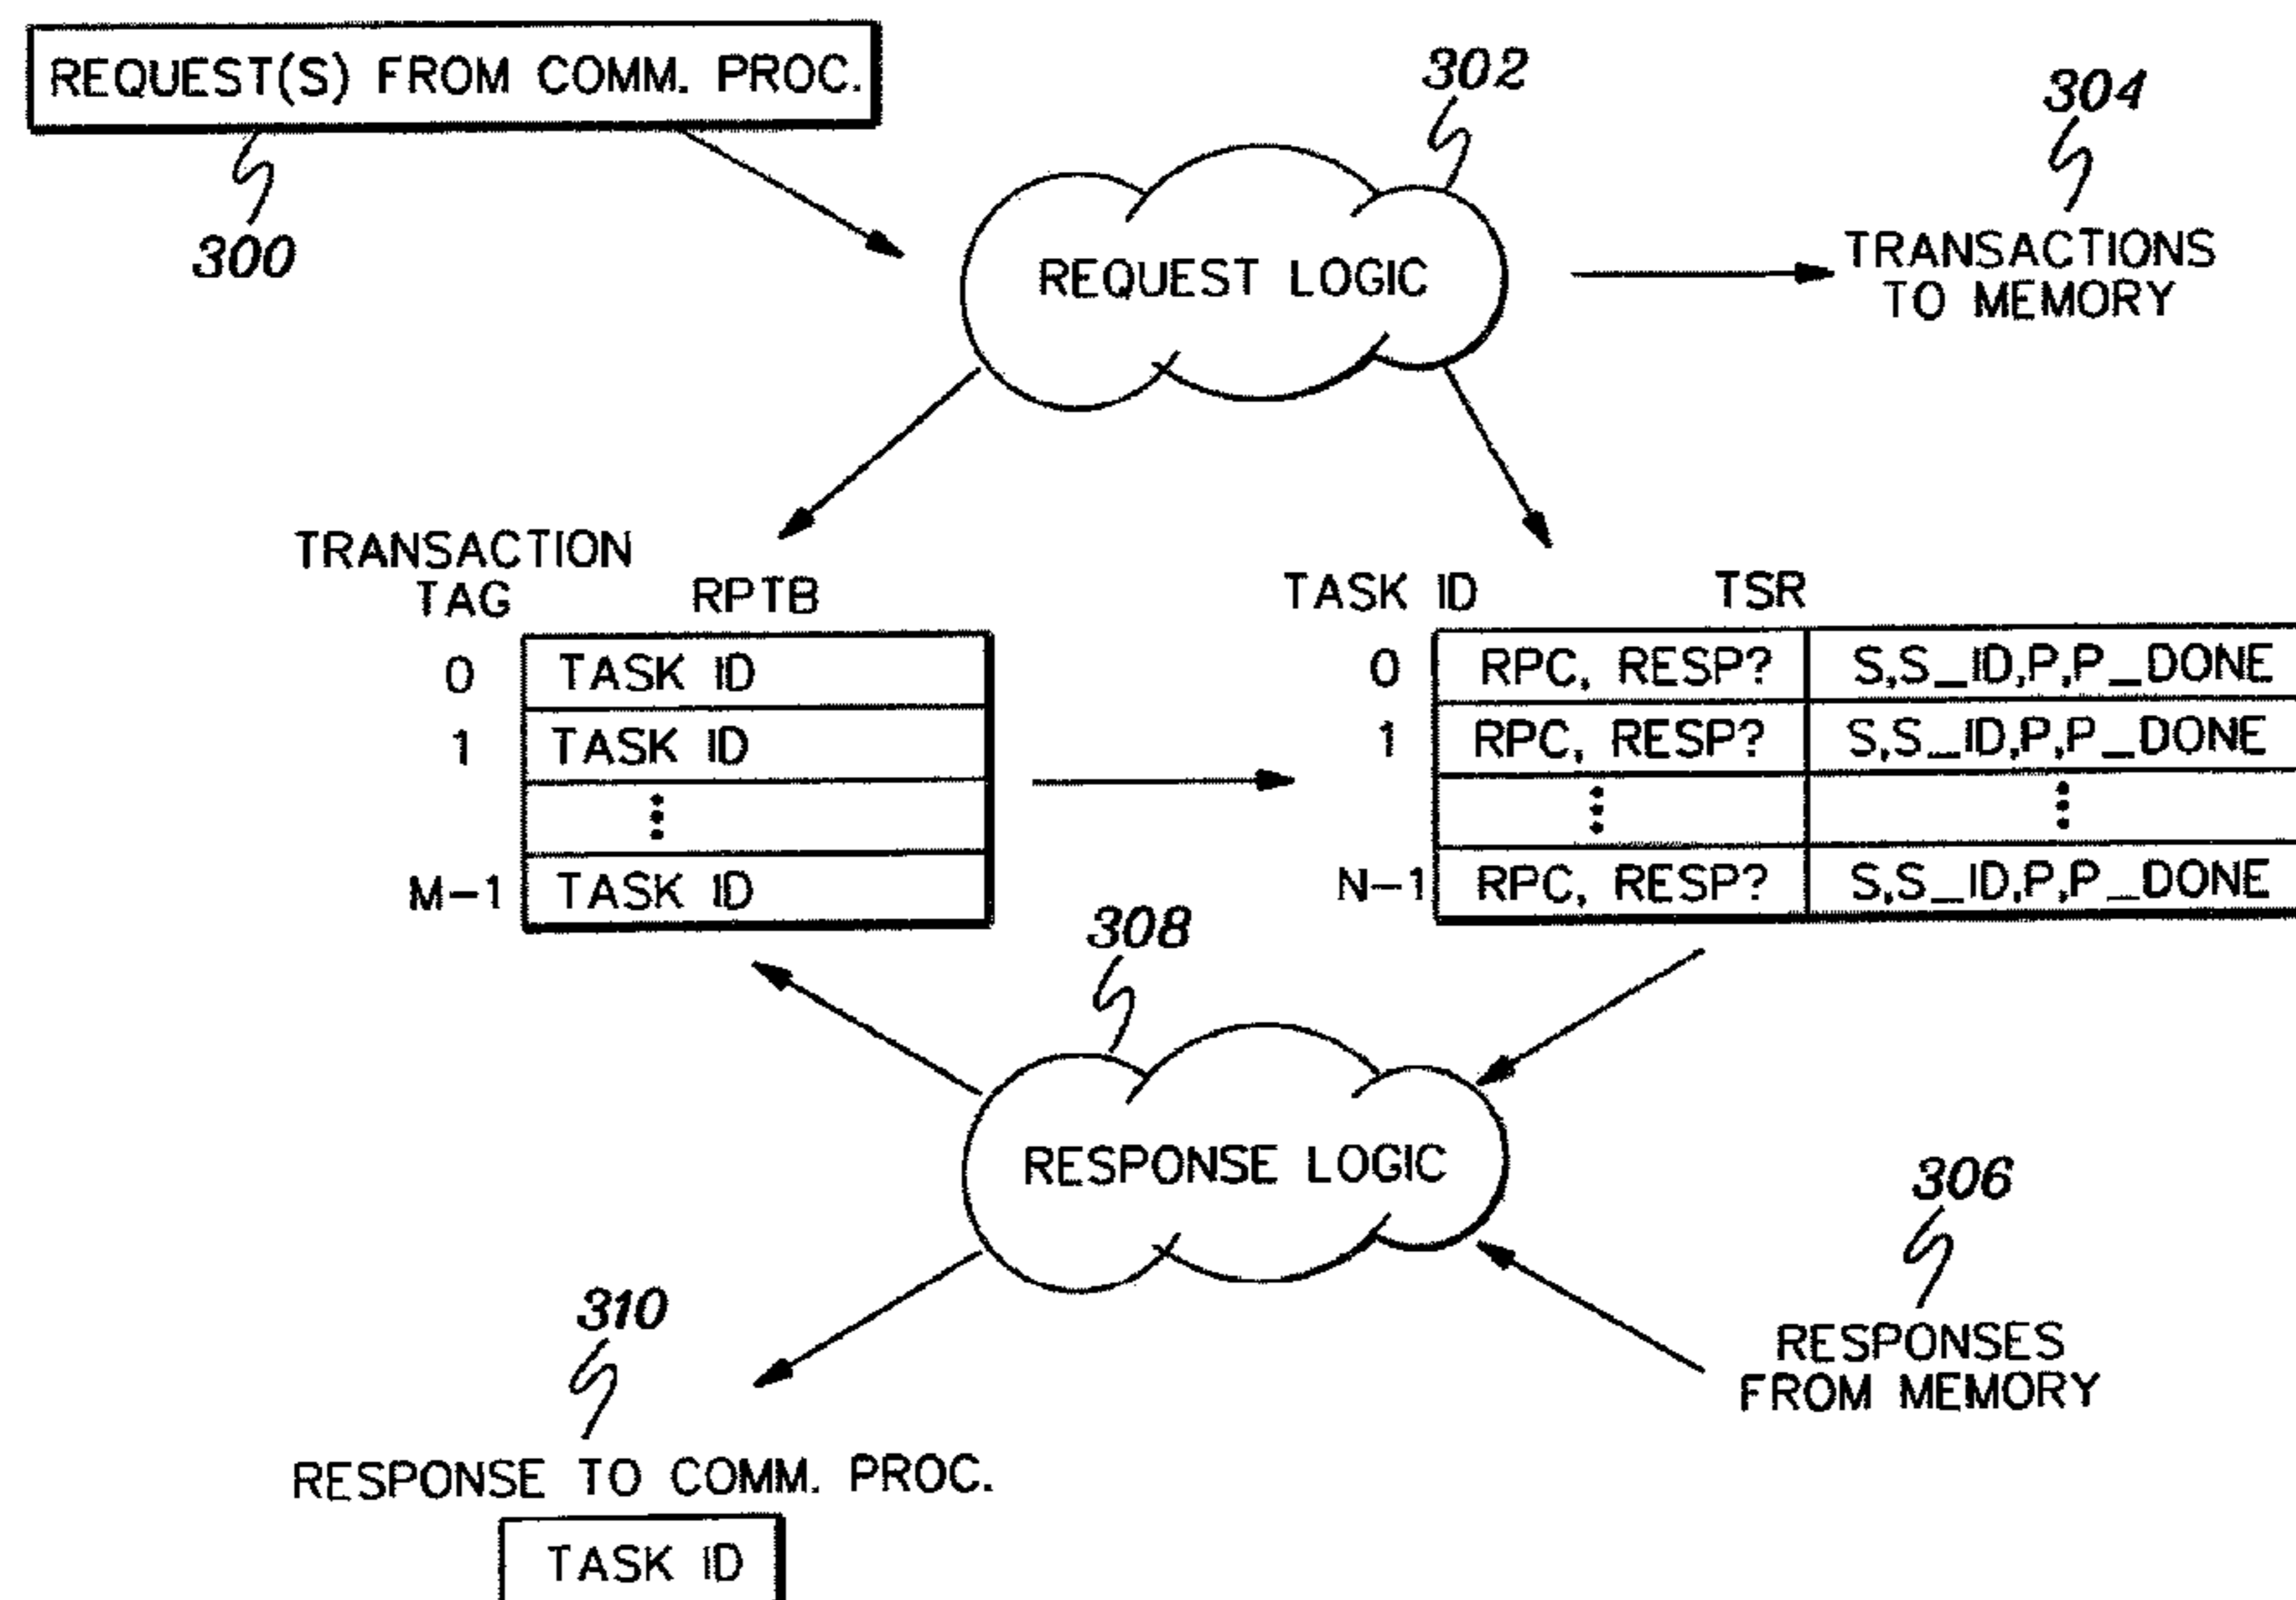 REQUEST(S) FROM COMM. PROC.
300
302
304
REQUEST LOGIC
TRANSACTIONS
TO MEMORY
TRANSACTION
TAG
RPTB
0 TASK ID
1 TASK ID
M-1 TASK ID
TASK ID
TSR
0 RPC, RESP? S,S_ID,P,P_DONE
1 RPC, RESP? S,S_ID,P,P_DONE
N-1 RPC, RESP? S,S_ID,P,P_DONE
308
RESPONSE LOGIC
306
RESPONSES
FROM MEMORY
310
RESPONSE TO COMM. PROC.
TASK ID